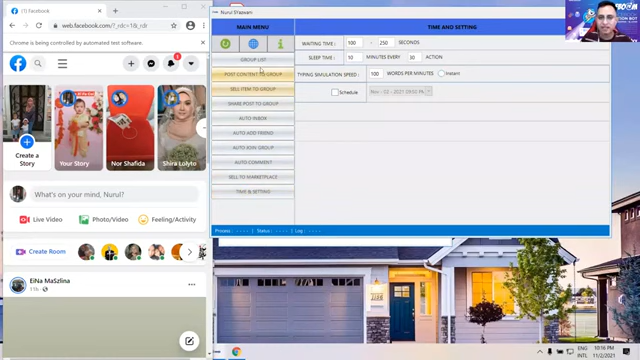 (1) Facebook
web.facebook.com/?_rdc=1&_rdr
Chrome is being controlled by automated test software.
Create a
Story
Your Story
Nor Shafida
Shira Lolyto
What's on your mind, Nurul?
Live Video
Photo/Video
Feeling/Activity
Create Room
EiNa MaSzlina
11h
Nurul SYaswani
MAIN MENU
GROUP LIST
POST CONTENT TO GROUP
SELL ITEM TO GROUP
SHARE POST TO GROUP
AUTO INBOX
AUTO ADD FRIEND
AUTO JOIN GROUP
AUTO COMMENT
SELL TO MARKETPLACE
TIME & SETTING
TIME AND SETTING
WAITING TIME : 100 - 250 SECONDS
SLEEP TIME : 10 MINUTES EVERY 30 ACTION
TYPING SIMULATION SPEED : 100 WORDS PER MINUTES Instant
Schedule
Process : - - - - | Status : - - - - | Log : - - - -
10:16 PM
INTL 11/2/2021